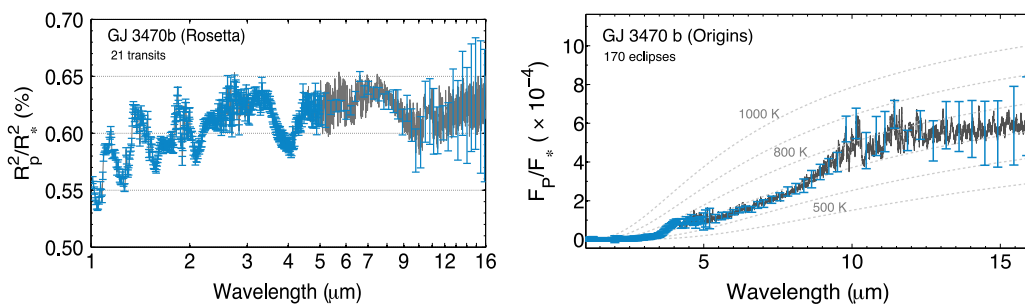 GJ 3470b (Rosetta)
21 transits
R_p^2/R_*^2 (%)
0.70
0.65
0.60
0.55
0.50
1 2 3 4 5 6 7 9 12 16
Wavelength (μm)
GJ 3470 b (Origins)
170 eclipses
F_P/F_* ( × 10^-4)
10
8
6
4
2
0
1000 K
800 K
500 K
5 10 15
Wavelength (μm)